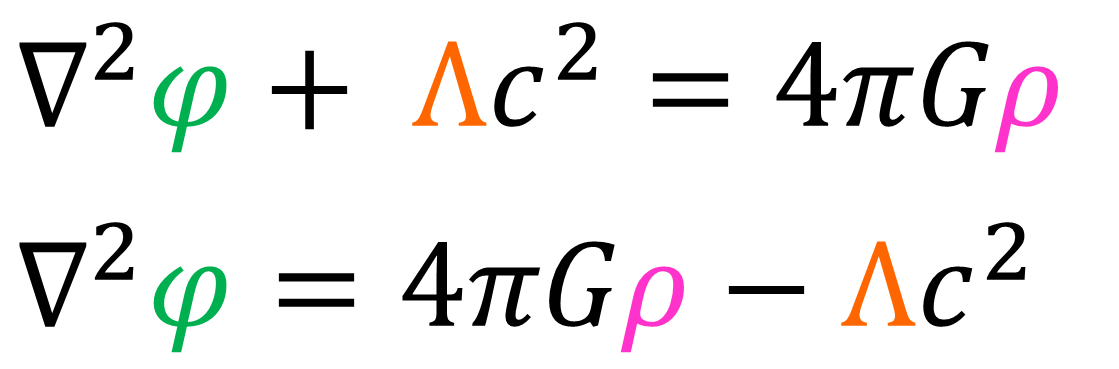 ∇²φ + Λc² = 4πGρ
∇²φ = 4πGρ − Λc²